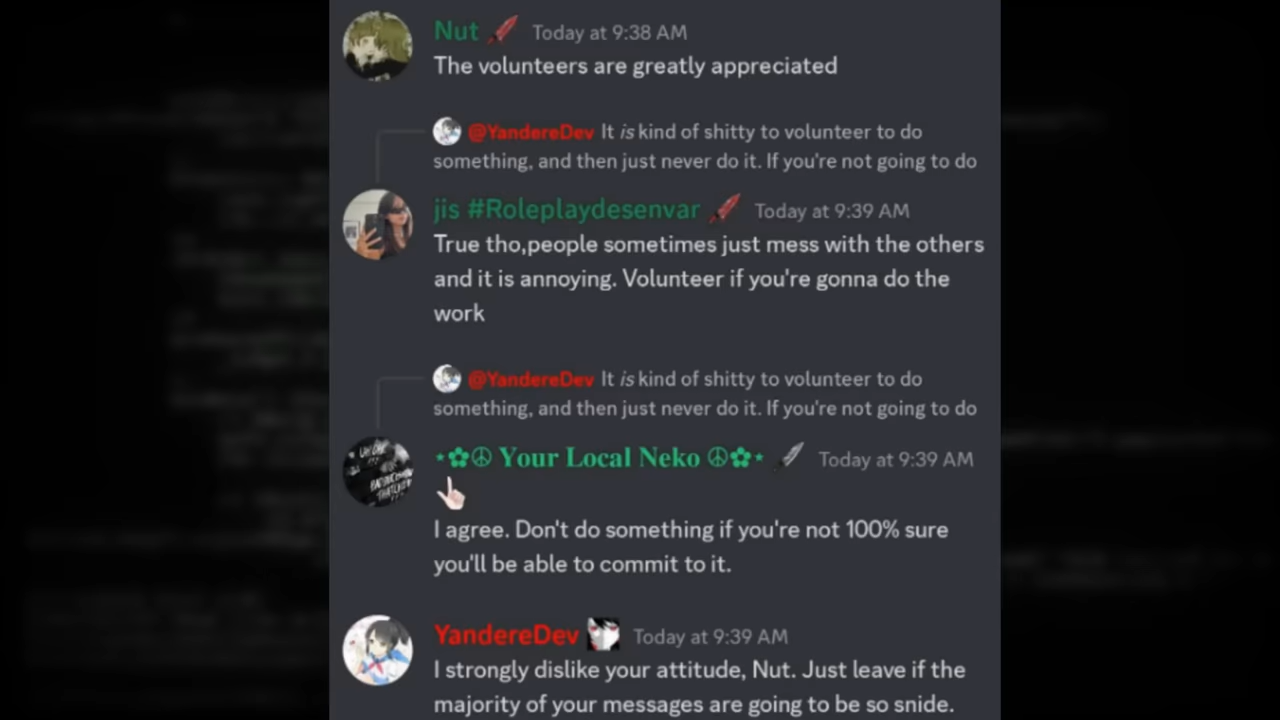 Nut Today at 9:38 AM
The volunteers are greatly appreciated
@YandereDev It is kind of shitty to volunteer to do
something, and then just never do it. If you're not going to do
jis #Roleplaydesenvar Today at 9:39 AM
True tho,people sometimes just mess with the others
and it is annoying. Volunteer if you're gonna do the
work
@YandereDev It is kind of shitty to volunteer to do
something, and then just never do it. If you're not going to do
⋆✿☮ Your Local Neko ☮✿⋆ Today at 9:39 AM
👆🏻
I agree. Don't do something if you're not 100% sure
you'll be able to commit to it.
YandereDev Today at 9:39 AM
I strongly dislike your attitude, Nut. Just leave if the
majority of your messages are going to be so snide.